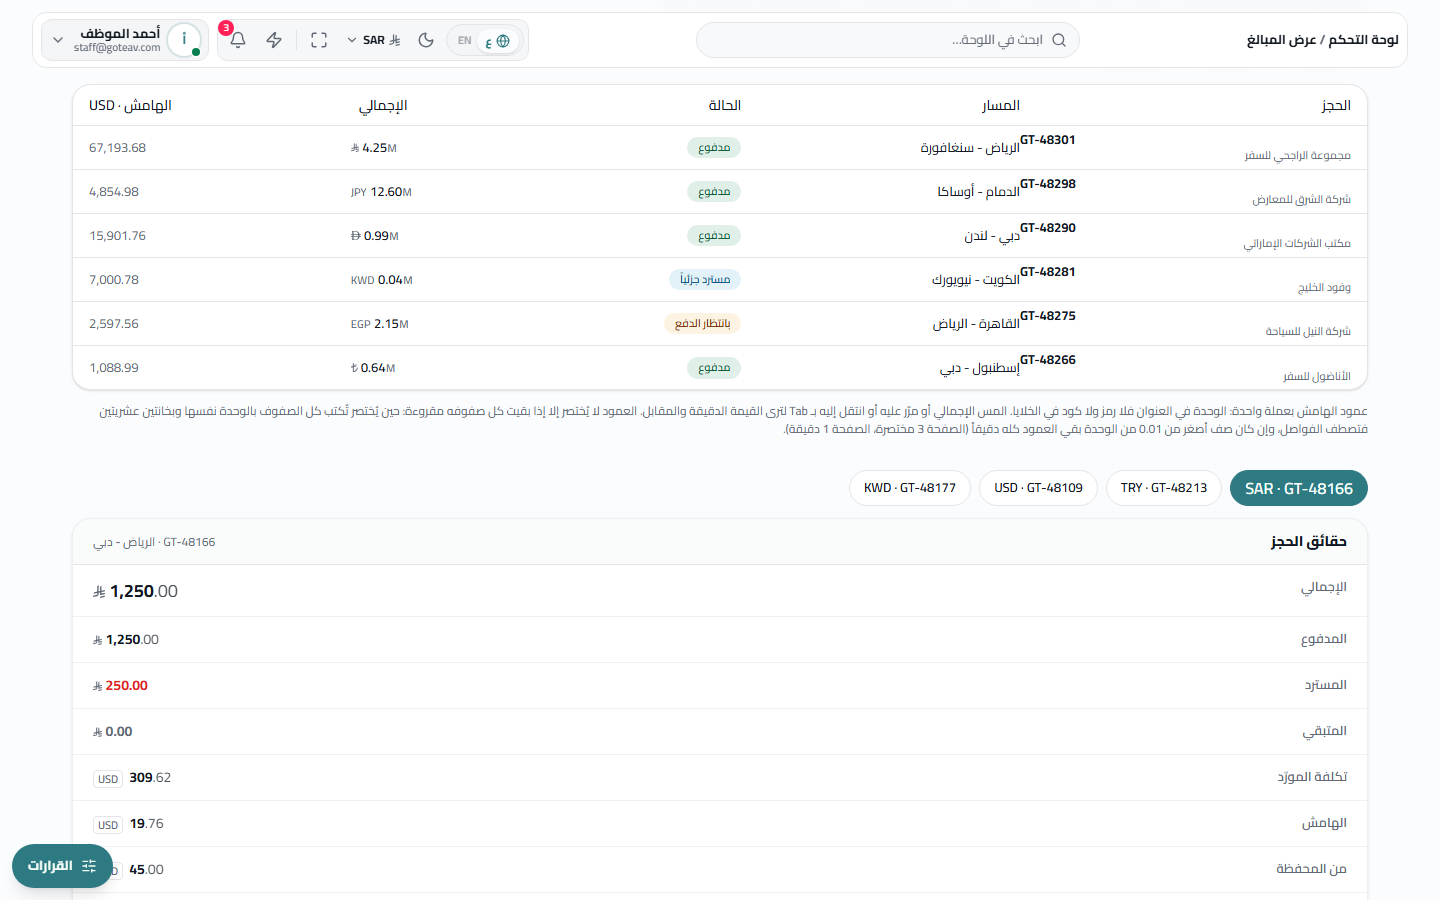 لوحة التحكم / عرض المبالغ
ابحث في اللوحة...
ع EN
SAR
3
أحمد الموظف
staff@goteav.com
أ
الحجز المسار الحالة الإجمالي الهامش · USD
GT-48301 مجموعة الراجحي للسفر الرياض - سنغافورة مدفوع 4.25M 67,193.68
GT-48298 شركة الشرق للمعارض الدمام - أوساكا مدفوع JPY 12.60M 4,854.98
GT-48290 مكتب الشركات الإماراتي دبي - لندن مدفوع 0.99M 15,901.76
GT-48281 وفود الخليج الكويت - نيويورك مسترد جزئياً KWD 0.04M 7,000.78
GT-48275 شركة النيل للسياحة القاهرة - الرياض بانتظار الدفع EGP 2.15M 2,597.56
GT-48266 الأناضول للسفر إسطنبول - دبي مدفوع ₺ 0.64M 1,088.99
عمود الهامش بعملة واحدة: الوحدة في العنوان فلا رمز ولا كود في الخلايا. المس الإجمالي أو مرّر عليه أو انتقل إليه بـ Tab لترى القيمة الدقيقة والمقابل. العمود لا يُختصر إلا إذا بقيت كل صفوفه مقروءة: حين يُختصر تُكتب كل الصفوف بالوحدة نفسها وبخانتين عشريتين
فتصطف الفواصل، وإن كان صف أصغر من 0.01 من الوحدة بقي العمود كله دقيقاً (الصفحة 3 مختصرة، الصفحة 1 دقيقة).
SAR · GT-48166
TRY · GT-48213
USD · GT-48109
KWD · GT-48177
حقائق الحجز
GT-48166 · الرياض - دبي
الإجمالي 1,250.00
المدفوع 1,250.00
المسترد 250.00
المتبقي 0.00
تكلفة المورّد USD 309.62
الهامش USD 19.76
من المحفظة 45.00
القرارات